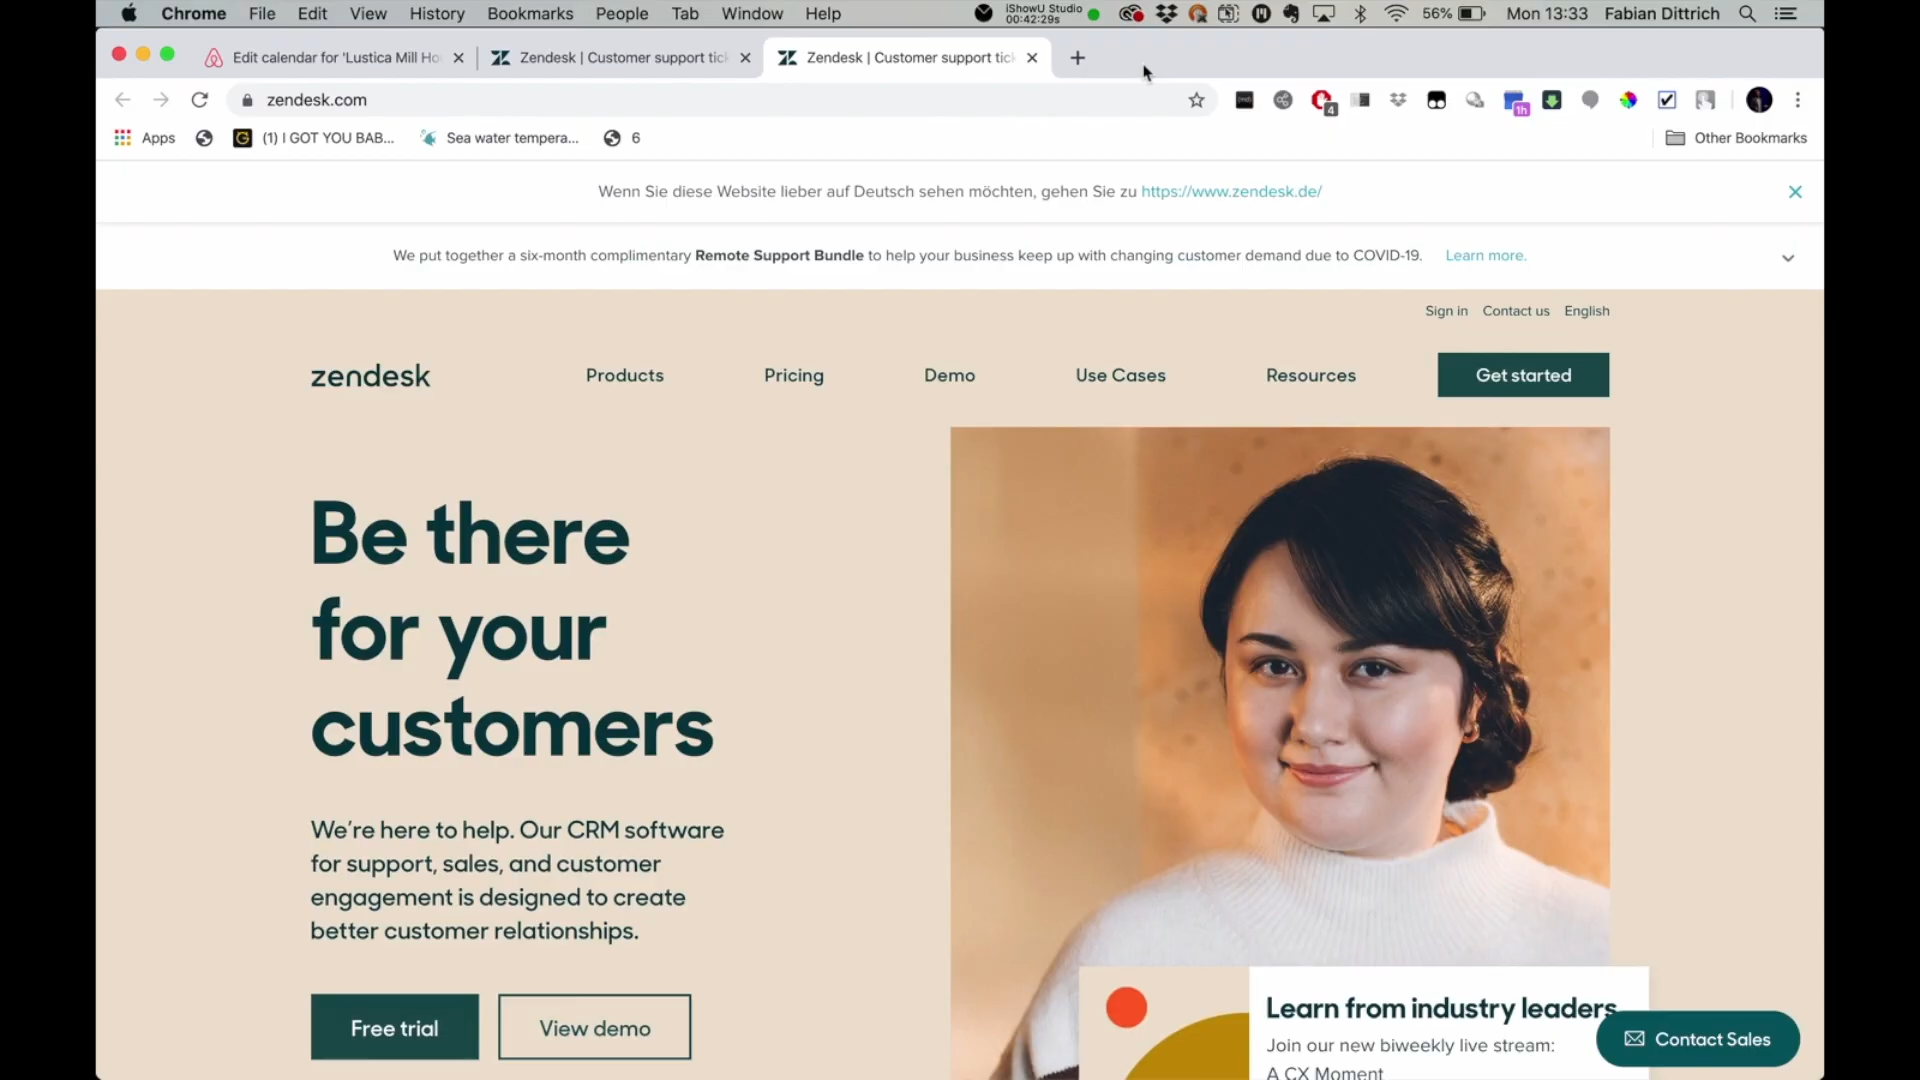 Chrome File Edit View History Bookmarks People Tab Window Help iShowU Studio 00:42:29s 56% Mon 13:33 Fabian Dittrich
Edit calendar for 'Lustica Mill Ho Zendesk | Customer support tick Zendesk | Customer support tick
zendesk.com 4 1h
Apps (1) I GOT YOU BAB... Sea water tempera... 6 Other Bookmarks
Wenn Sie diese Website lieber auf Deutsch sehen möchten, gehen Sie zu https://www.zendesk.de/
We put together a six-month complimentary Remote Support Bundle to help your business keep up with changing customer demand due to COVID-19. Learn more.
Sign in Contact us English
zendesk Products Pricing Demo Use Cases Resources Get started
Be there
for your
customers
We're here to help. Our CRM software
for support, sales, and customer
engagement is designed to create
better customer relationships.
Free trial View demo
Learn from industry leaders
Join our new biweekly live stream:
A CX Moment
Contact Sales